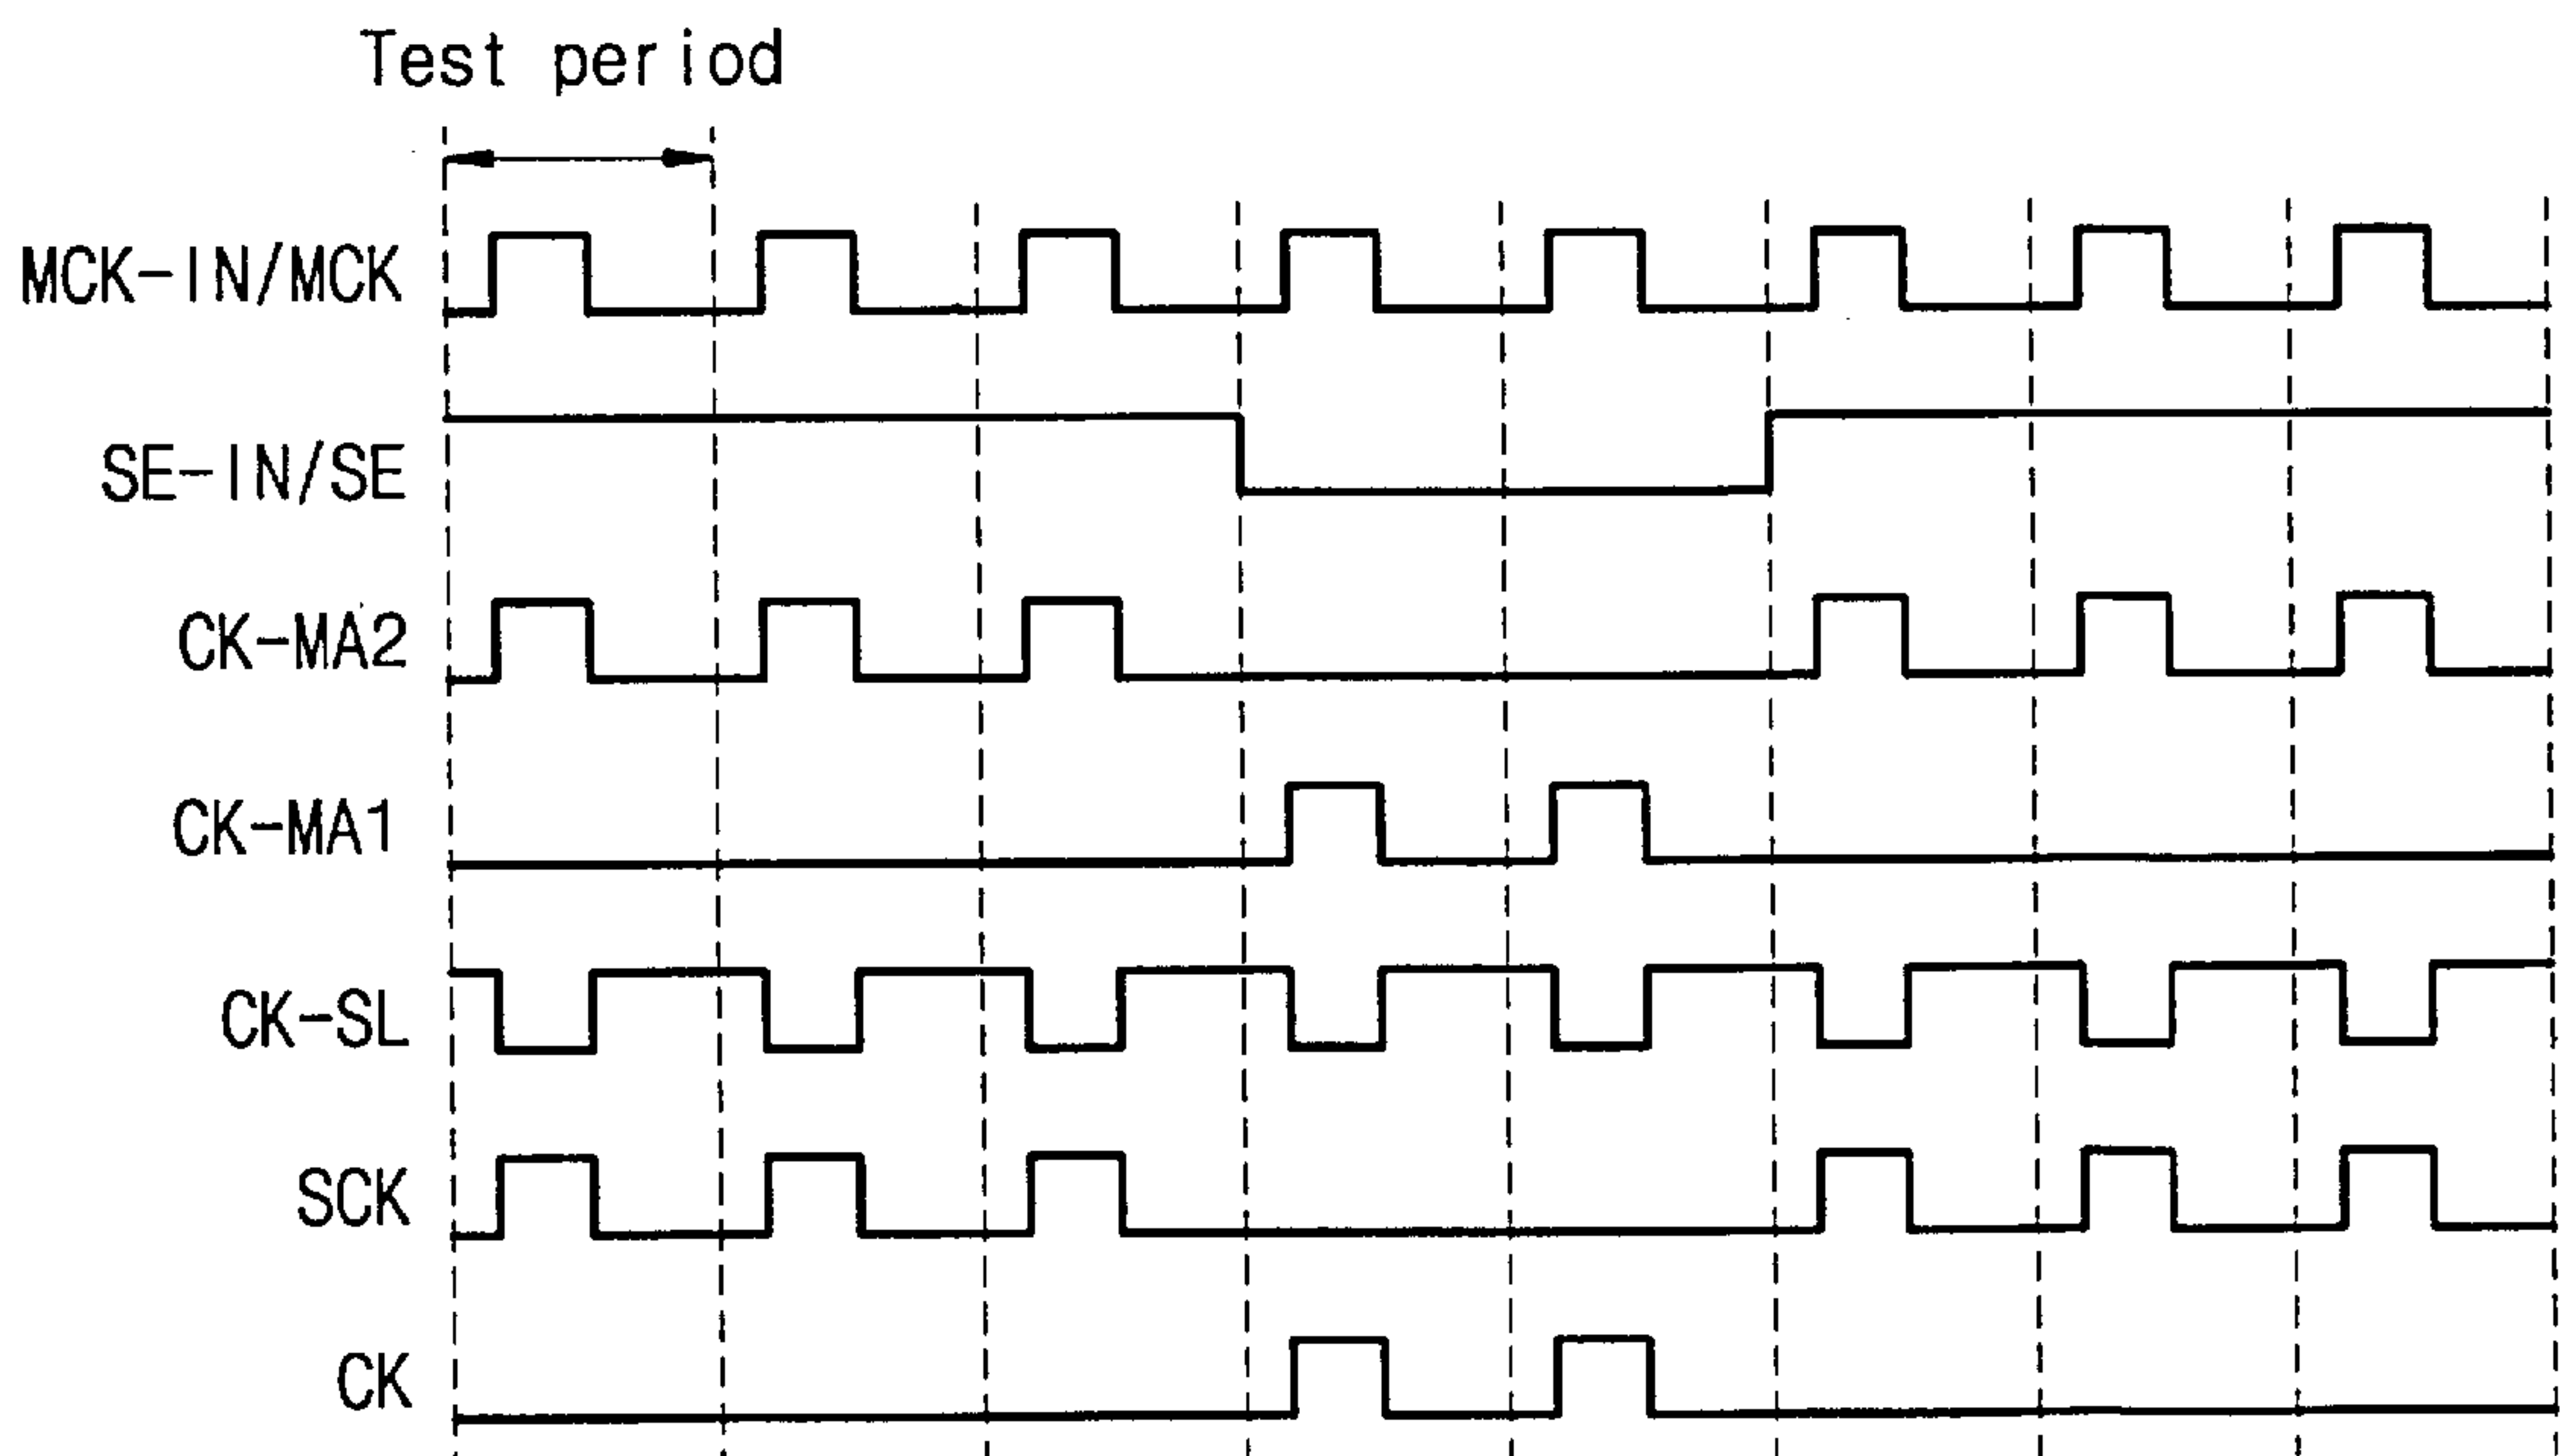 Test period
MCK-IN/MCK
SE-IN/SE
CK-MA2
CK-MA1
CK-SL
SCK
CK